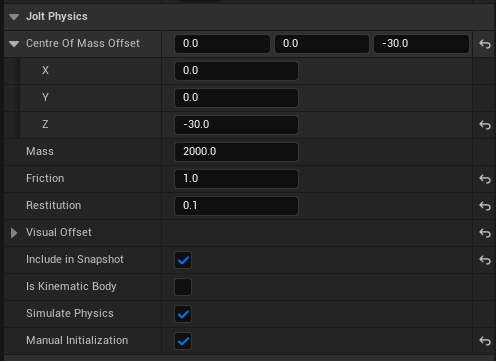 Jolt Physics
Centre Of Mass Offset 0.0 0.0 -30.0
X 0.0
Y 0.0
Z -30.0
Mass 2000.0
Friction 1.0
Restitution 0.1
Visual Offset
Include in Snapshot
Is Kinematic Body
Simulate Physics
Manual Initialization